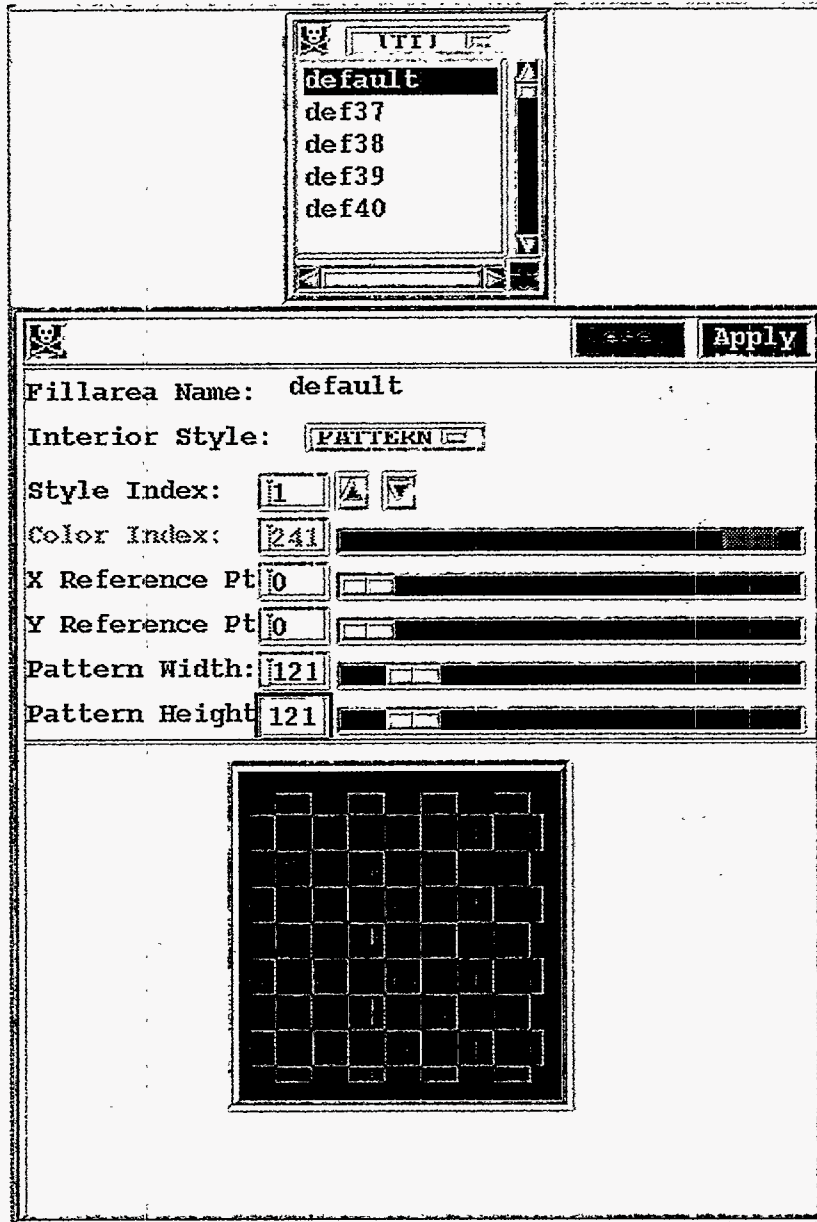 default
def37
def38
def39
def40
Apply
Fillarea Name: default
Interior Style: PATTERN
Style Index: 1
Color Index: 241
X Reference Pt 0
Y Reference Pt 0
Pattern Width: 121
Pattern Height 121